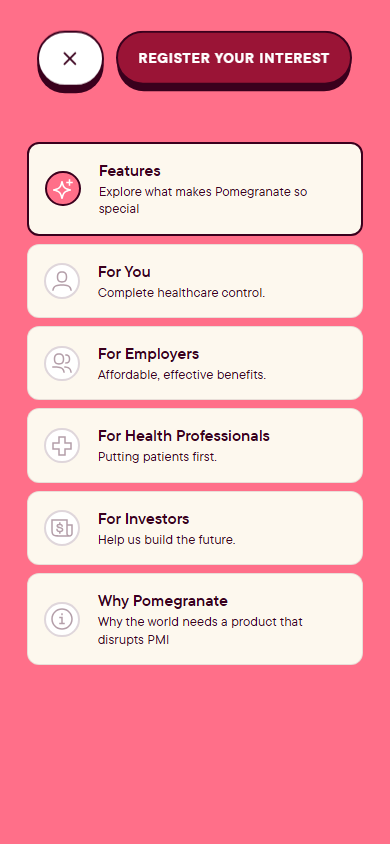 REGISTER YOUR INTEREST
Features
Explore what makes Pomegranate so
special
For You
Complete healthcare control.
For Employers
Affordable, effective benefits.
For Health Professionals
Putting patients first.
For Investors
Help us build the future.
Why Pomegranate
Why the world needs a product that
disrupts PMI